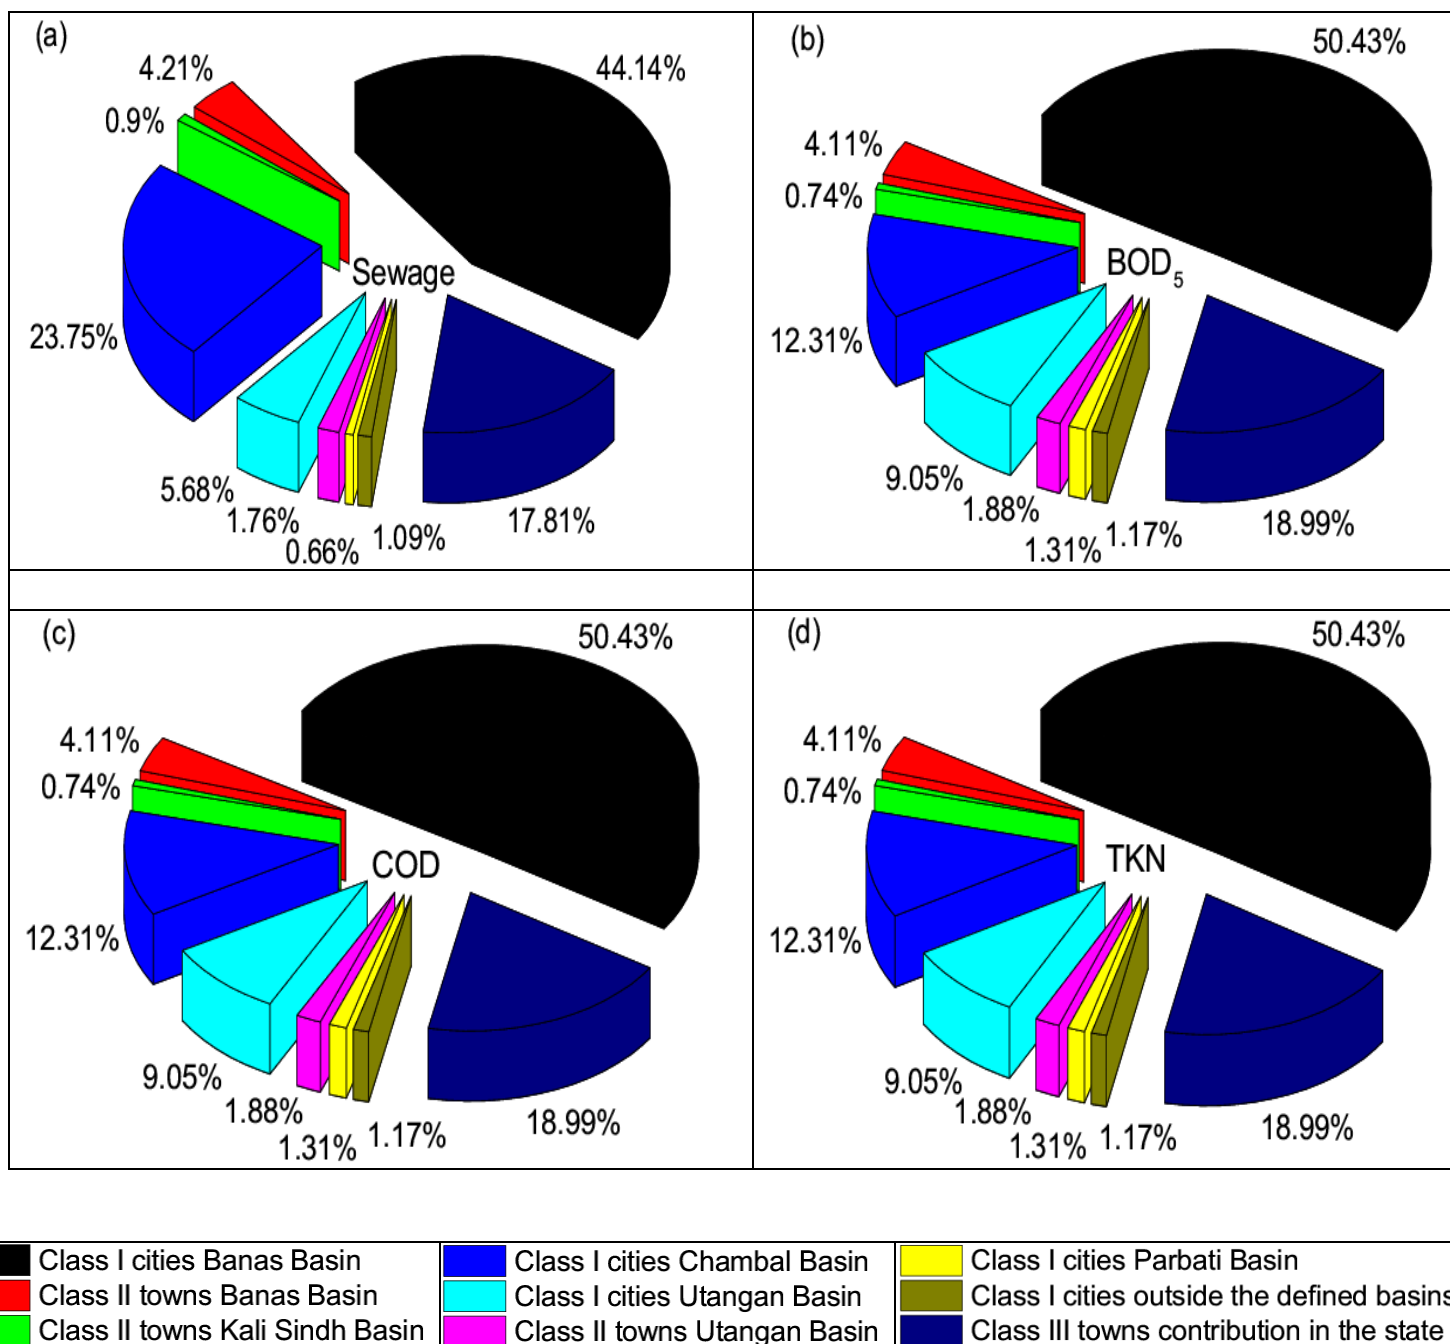 (a)
44.14%
4.21%
0.9%
Sewage
23.75%
5.68%
1.76%
0.66%
1.09%
17.81%
(b)
50.43%
4.11%
0.74%
BOD5
12.31%
9.05%
1.88%
1.31%
1.17%
18.99%
(c)
50.43%
4.11%
0.74%
COD
12.31%
9.05%
1.88%
1.31%
1.17%
18.99%
(d)
50.43%
4.11%
0.74%
TKN
12.31%
9.05%
1.88%
1.31%
1.17%
18.99%
Class I cities Banas Basin
Class II towns Banas Basin
Class II towns Kali Sindh Basin
Class I cities Chambal Basin
Class I cities Utangan Basin
Class II towns Utangan Basin
Class I cities Parbati Basin
Class I cities outside the defined basins
Class III towns contribution in the state